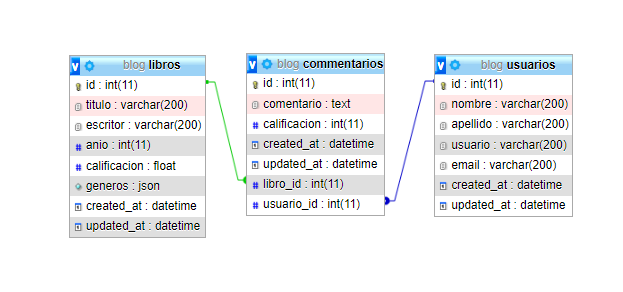 blog libros
id : int(11)
titulo : varchar(200)
escritor : varchar(200)
anio : int(11)
calificacion : float
generos : json
created_at : datetime
updated_at : datetime
blog commentarios
id : int(11)
comentario : text
calificacion : int(11)
created_at : datetime
updated_at : datetime
libro_id : int(11)
usuario_id : int(11)
blog usuarios
id : int(11)
nombre : varchar(200)
apellido : varchar(200)
usuario : varchar(200)
email : varchar(200)
created_at : datetime
updated_at : datetime